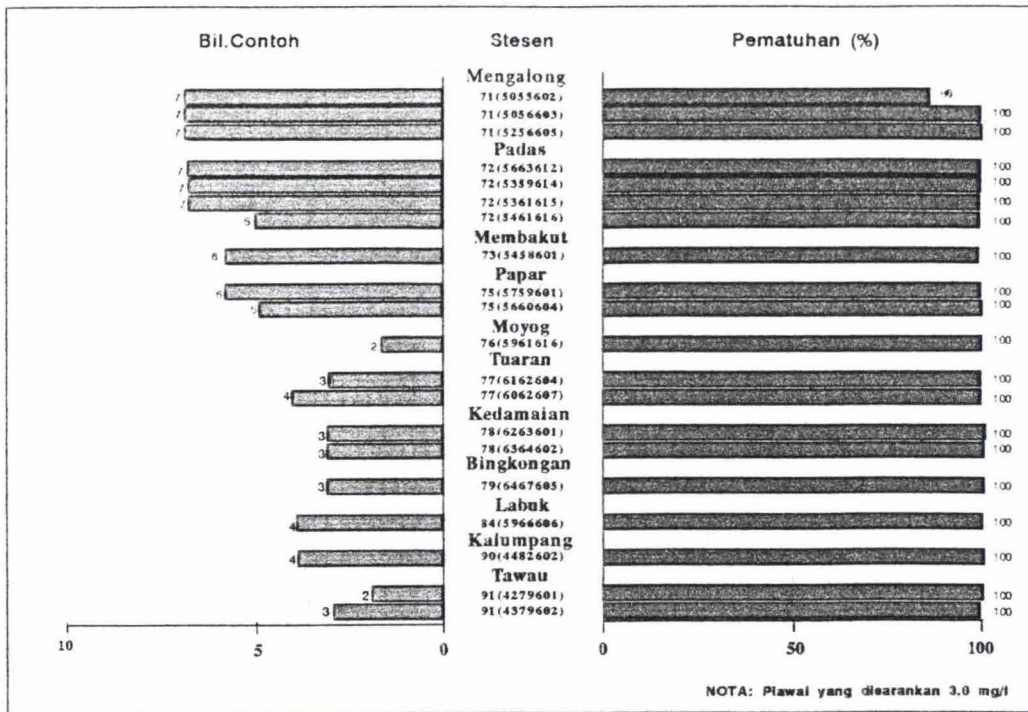 Bil.Contoh Stesen Pematuhan (%)
Mengalong
7 71(5055602)
7 71(5056603) 100
7 71(5256605) 100
Padas
7 72(5663612) 100
7 72(5359614) 100
7 72(5361615) 100
5 72(5461616) 100
Membakut
6 73(5458601) 100
Papar
6 75(5759601) 100
5 75(5660604) 100
Moyog
2 76(5961616) 100
Tuaran
3 77(6162604) 100
4 77(6062607) 100
Kedamaian
3 78(6263601) 100
3 78(6364602) 100
Bingkongan
3 79(6467605) 100
Labuk
4 84(5966606) 100
Kalumpang
4 90(4482602) 100
Tawau
2 91(4279601) 100
3 91(4379602) 100
10 5 0 0 50 100
NOTA: Piawai yang disarankan 3.0 mg/l